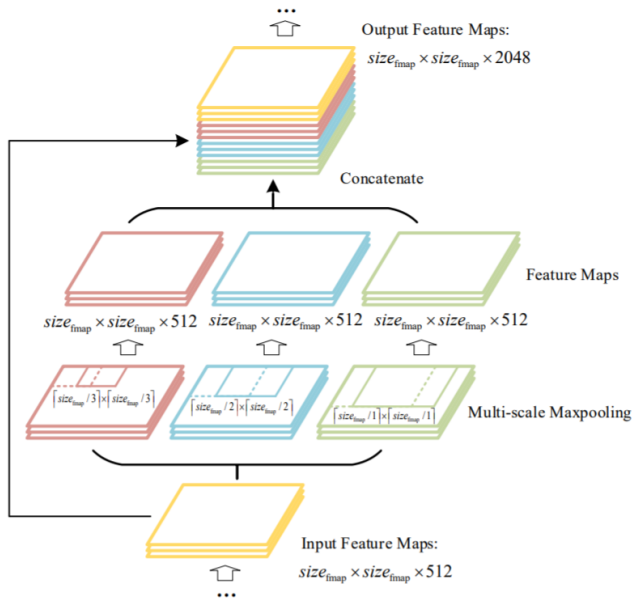 ...
Output Feature Maps:
size_fmap × size_fmap × 2048
Concatenate
Feature Maps
size_fmap × size_fmap × 512
size_fmap × size_fmap × 512
size_fmap × size_fmap × 512
⌈size_fmap / 3⌉×⌈size_fmap / 3⌉
⌈size_fmap / 2⌉×⌈size_fmap / 2⌉
⌈size_fmap / 1⌉×⌈size_fmap / 1⌉
Multi-scale Maxpooling
Input Feature Maps:
size_fmap × size_fmap × 512
...